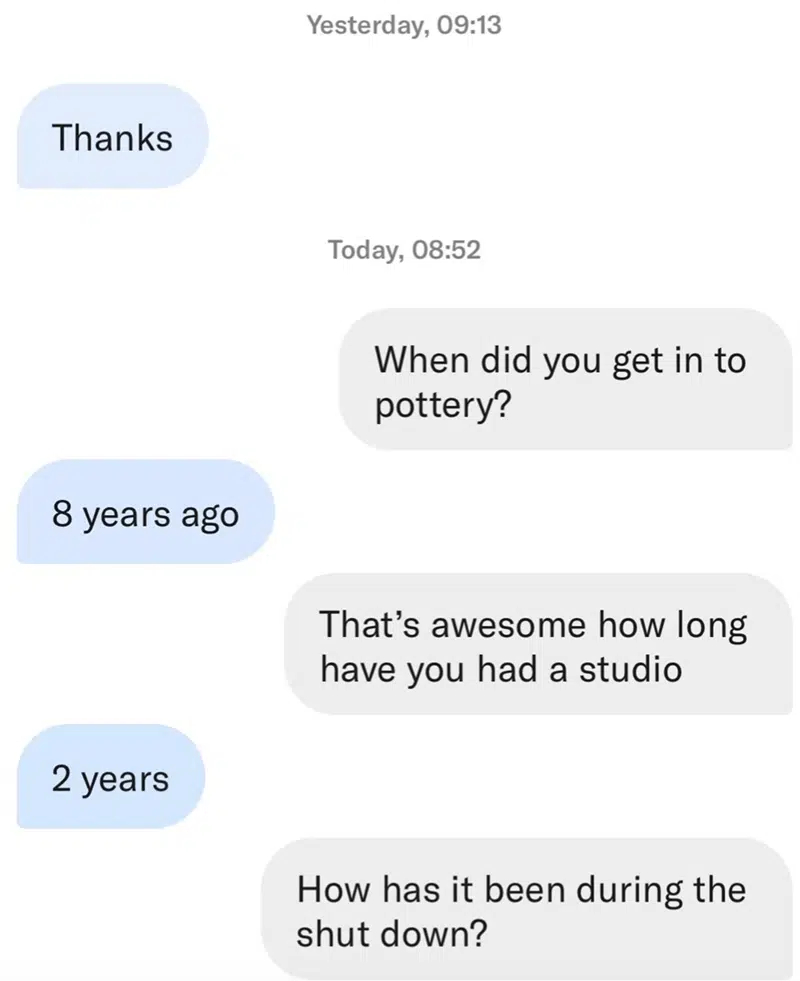 Yesterday, 09:13
Thanks
Today, 08:52
When did you get in to
pottery?
8 years ago
That's awesome how long
have you had a studio
2 years
How has it been during the
shut down?